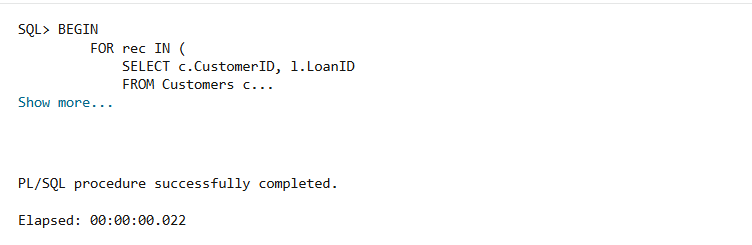 SQL> BEGIN
FOR rec IN (
SELECT c.CustomerID, l.LoanID
FROM Customers c...
Show more...
PL/SQL procedure successfully completed.
Elapsed: 00:00:00.022